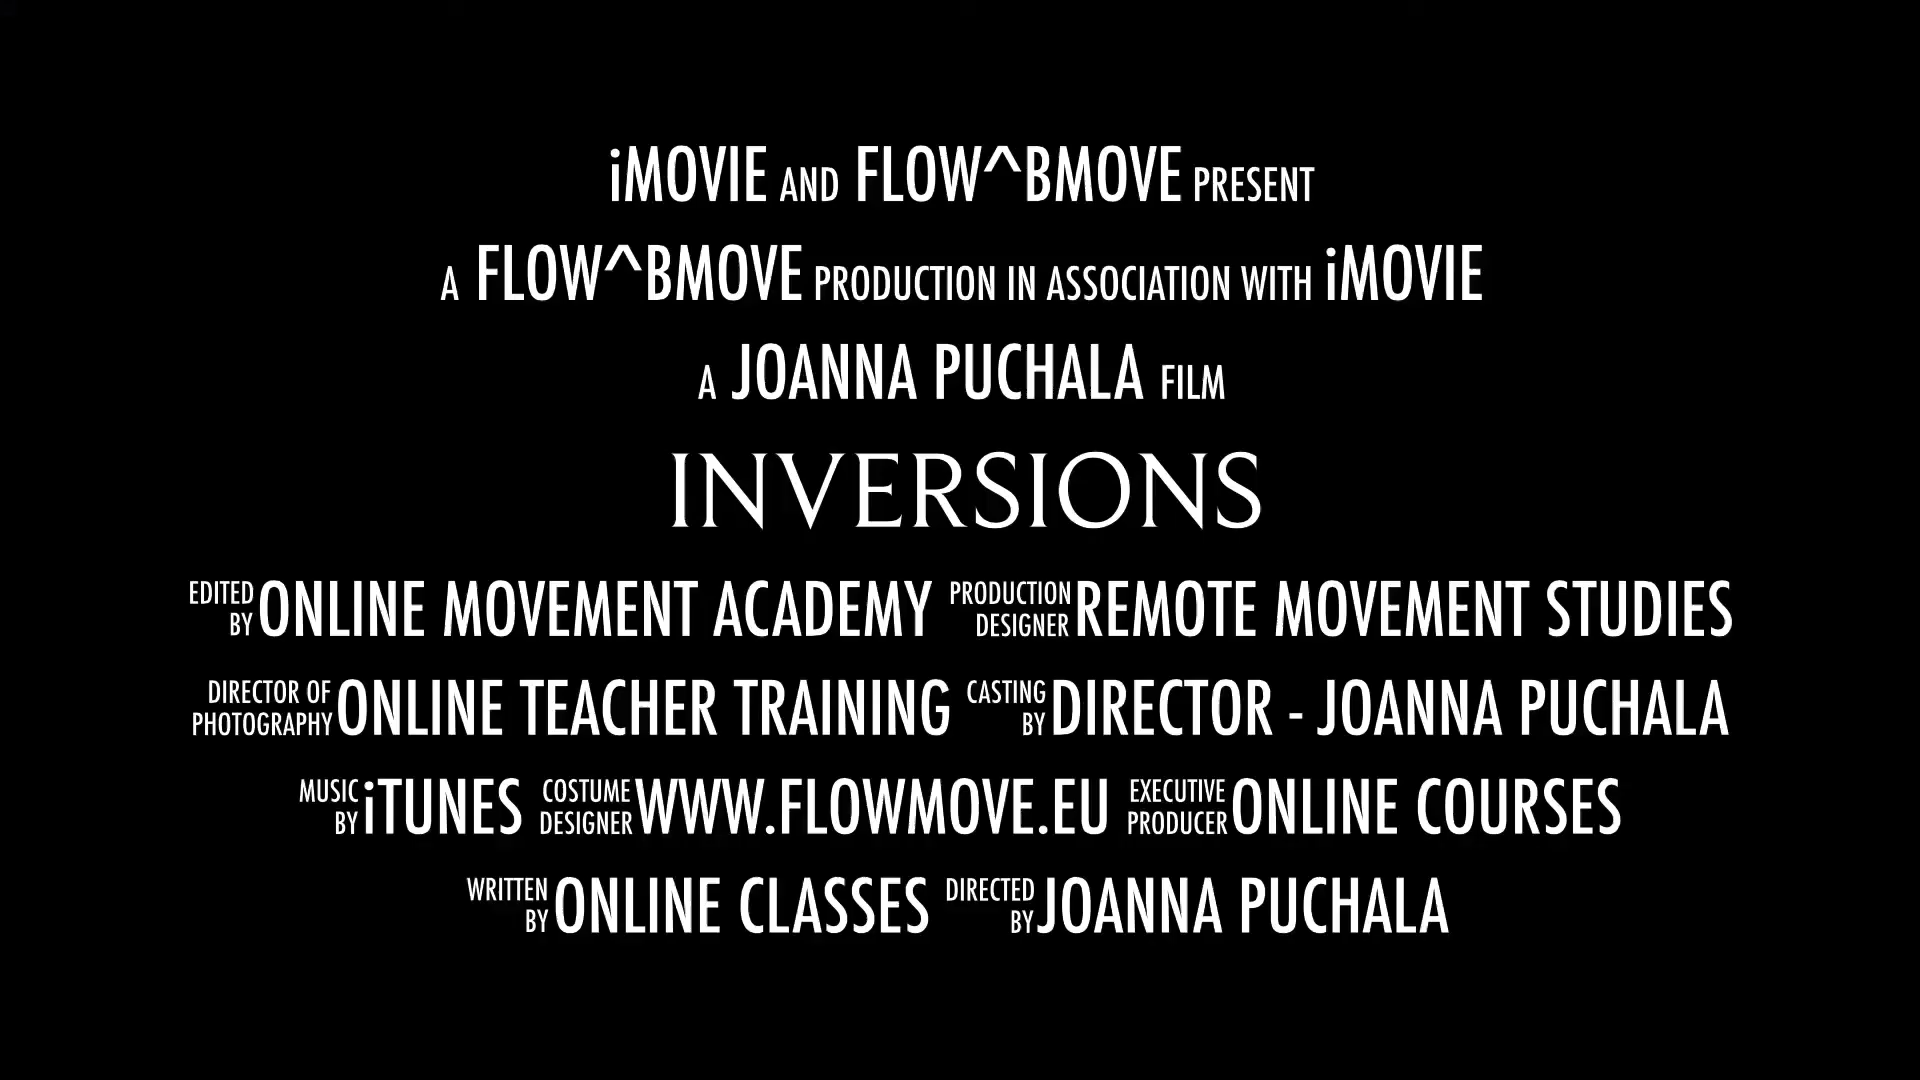 iMOVIE AND FLOW^BMOVE PRESENT
A FLOW^BMOVE PRODUCTION IN ASSOCIATION WITH iMOVIE
A JOANNA PUCHALA FILM
INVERSIONS
EDITED BY ONLINE MOVEMENT ACADEMY PRODUCTION DESIGNER REMOTE MOVEMENT STUDIES
DIRECTOR OF PHOTOGRAPHY ONLINE TEACHER TRAINING CASTING BY DIRECTOR - JOANNA PUCHALA
MUSIC BY iTUNES COSTUME DESIGNER WWW.FLOWMOVE.EU EXECUTIVE PRODUCER ONLINE COURSES
WRITTEN BY ONLINE CLASSES DIRECTED BY JOANNA PUCHALA